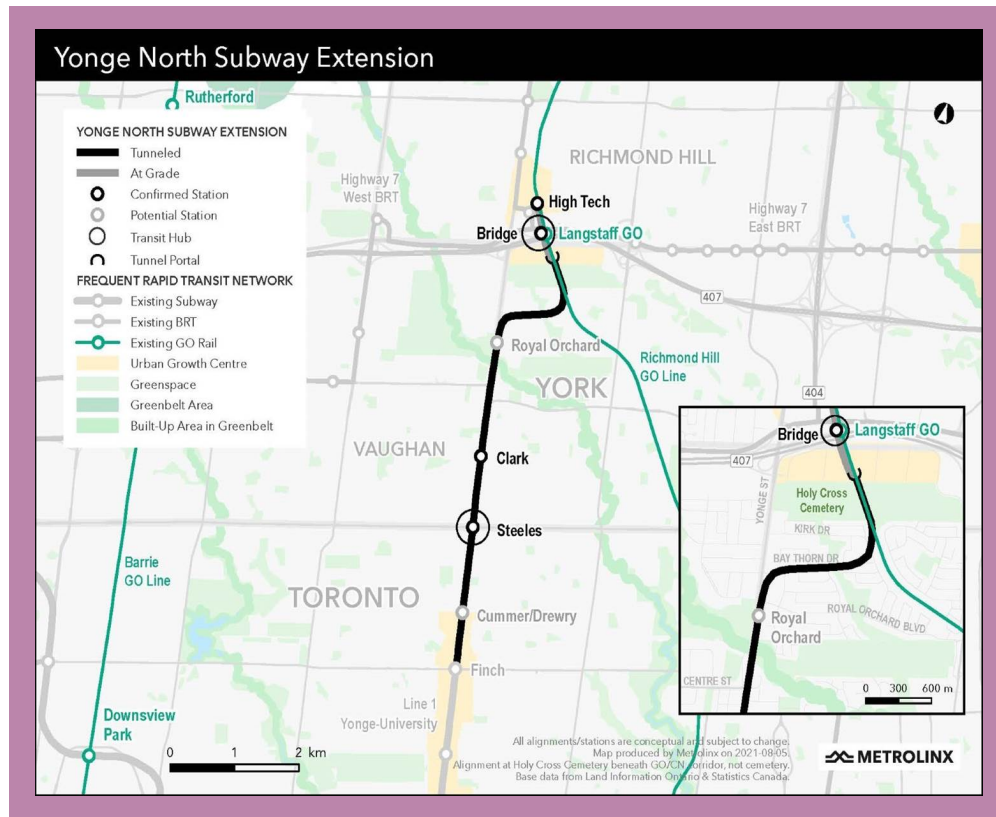 Yonge North Subway Extension
Rutherford
YONGE NORTH SUBWAY EXTENSION
Tunneled
At Grade
Confirmed Station
Potential Station
Transit Hub
Tunnel Portal
FREQUENT RAPID TRANSIT NETWORK
Existing Subway
Existing BRT
Existing GO Rail
Urban Growth Centre
Greenspace
Greenbelt Area
Built-Up Area in Greenbelt
RICHMOND HILL
Highway 7
West BRT
High Tech
Highway 7
East BRT
Bridge
Langstaff GO
407
Royal Orchard
Richmond Hill
GO Line
YORK
404
VAUGHAN
Clark
Steeles
Barrie
GO Line
TORONTO
Cummer/Drewry
Finch
Line 1
Yonge-University
Downsview
Park
0 1 2 km
Bridge
Langstaff GO
407
YONGE ST
Holy Cross
Cemetery
KIRK DR
BAY THORN DR
Royal
Orchard
ROYAL ORCHARD BLVD
CENTRE ST
0 300 600 m
All alignments/stations are conceptual and subject to change.
Map produced by Metrolinx on 2021-08-05.
Alignment at Holy Cross Cemetery beneath GO/CN corridor, not cemetery.
Base data from Land Information Ontario & Statistics Canada.
METROLINX